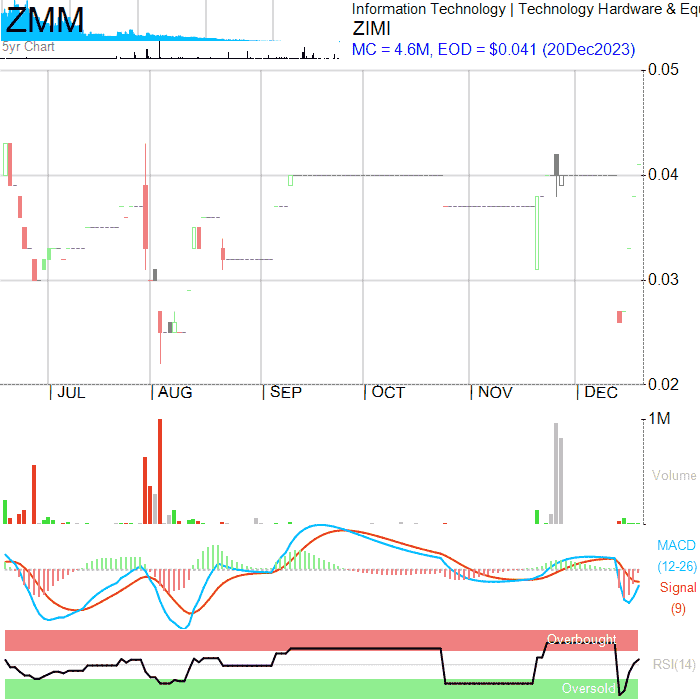 ZMM
5yr Chart
Information Technology | Technology Hardware & Equ
ZIMI
MC = 4.6M, EOD = $0.041 (20Dec2023)
0.05
0.04
0.03
0.02
JUL AUG SEP OCT NOV DEC
1M
Volume
MACD
(12-26)
Signal
(9)
Overbought
RSI(14)
Oversold